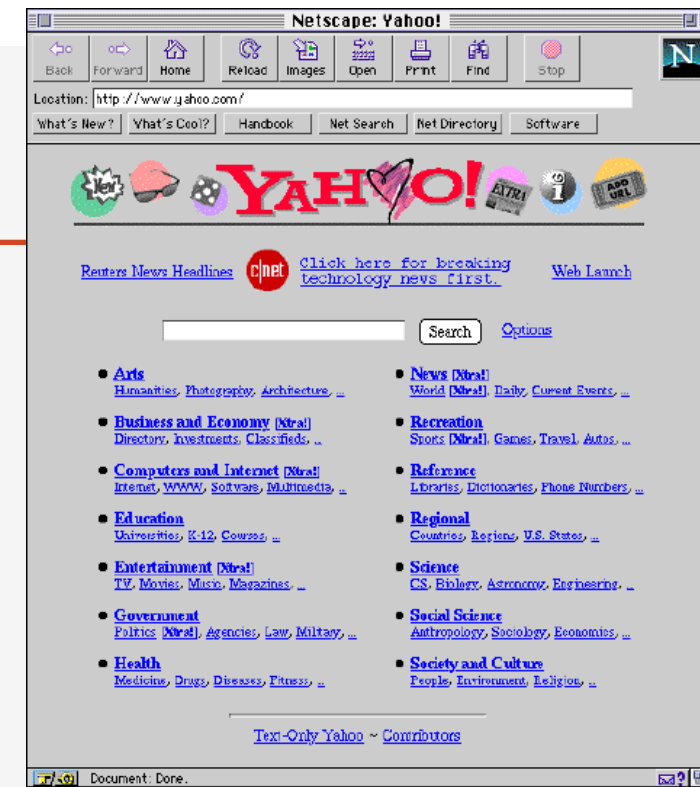 Netscape: Yahoo!
Back Forward Home Reload Images Open Print Find Stop
N
Location: http://www.yahoo.com/
What's New? What's Cool? Handbook Net Search Net Directory Software
New YAHOO! EXTRA i ADD URL
Reuters News Headlines c|net Click here for breaking technology news first. Web Launch
Search Options
Arts
Humanities, Photography, Architecture, ...
Business and Economy [Xtra!]
Directory, Investments, Classifieds, ...
Computers and Internet [Xtra!]
Internet, WWW, Software, Multimedia, ...
Education
Universities, K-12, Courses, ...
Entertainment [Xtra!]
TV, Movies, Music, Magazines, ...
Government
Politics [Xtra!], Agencies, Law, Military, ...
Health
Medicine, Drugs, Diseases, Fitness, ...
News [Xtra!]
World [Xtra!], Daily, Current Events, ...
Recreation
Sports [Xtra!], Games, Travel, Autos, ...
Reference
Libraries, Dictionaries, Phone Numbers, ...
Regional
Countries, Regions, U.S. States, ...
Science
CS, Biology, Astronomy, Engineering, ...
Social Science
Anthropology, Sociology, Economics, ...
Society and Culture
People, Environment, Religion, ...
Text-Only Yahoo ~ Contributors
Document: Done.
?